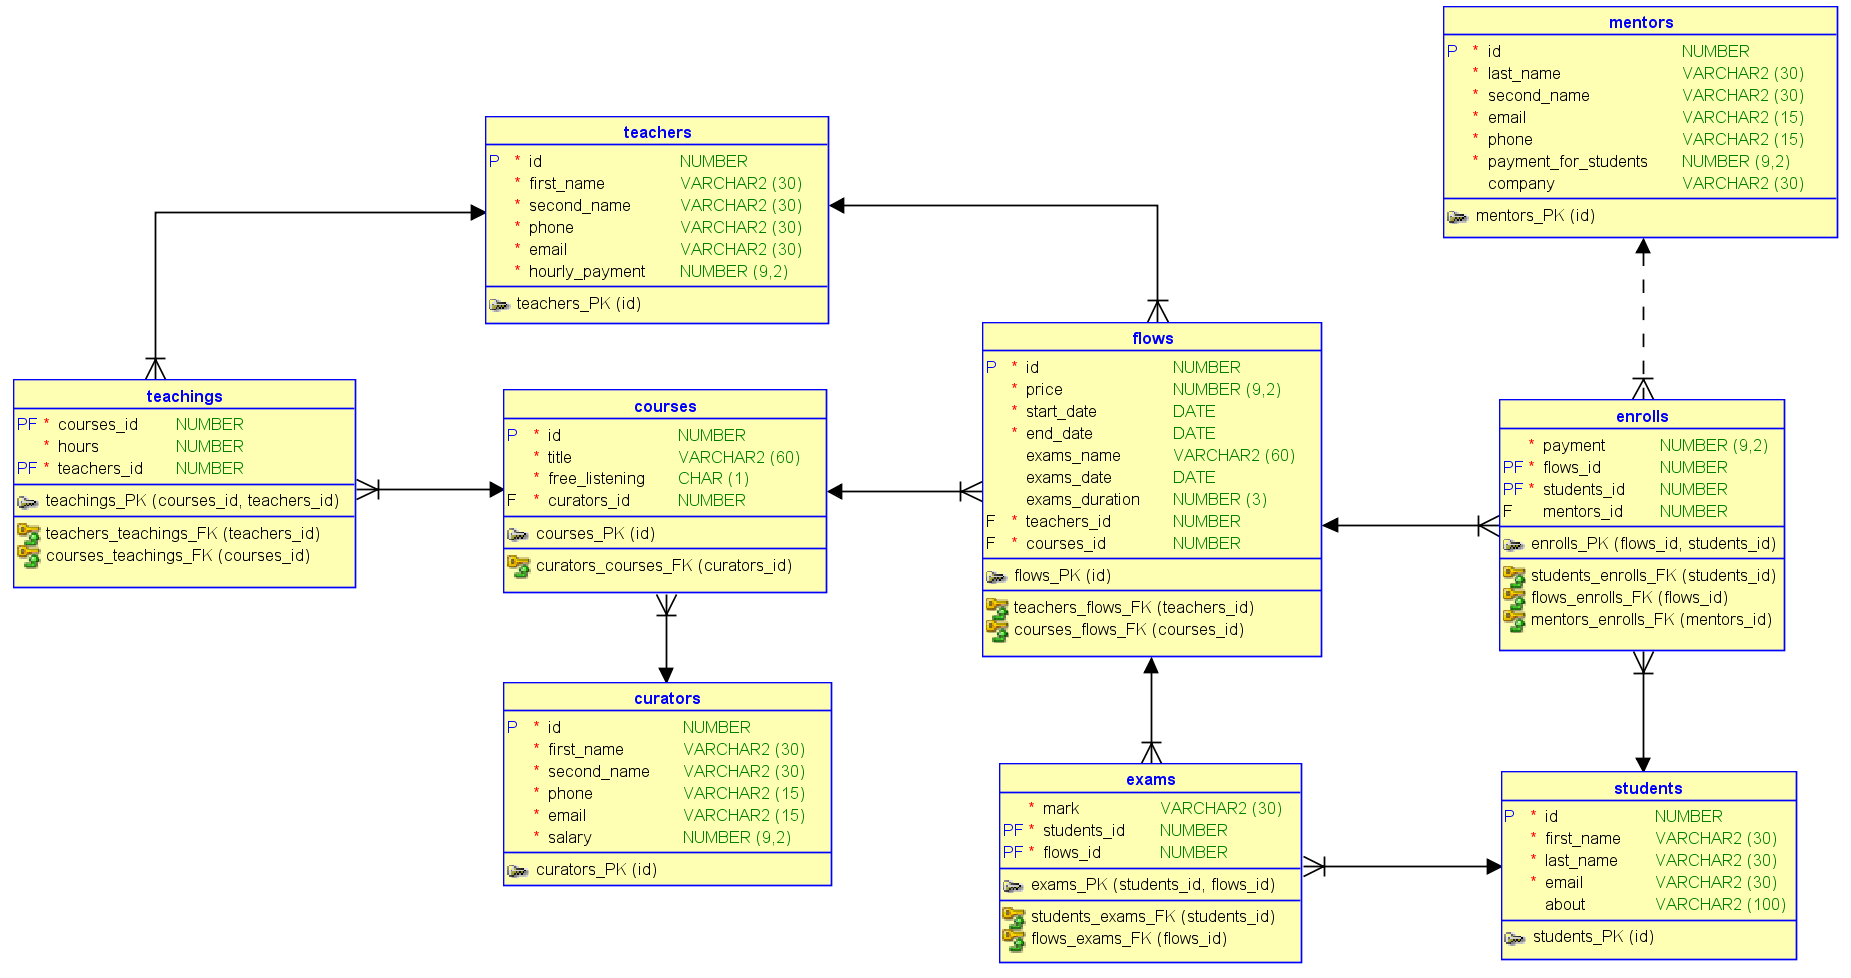 mentors
P * id NUMBER
* last_name VARCHAR2 (30)
* second_name VARCHAR2 (30)
* email VARCHAR2 (15)
* phone VARCHAR2 (15)
* payment_for_students NUMBER (9,2)
company VARCHAR2 (30)
mentors_PK (id)
teachers
P * id NUMBER
* first_name VARCHAR2 (30)
* second_name VARCHAR2 (30)
* phone VARCHAR2 (30)
* email VARCHAR2 (30)
* hourly_payment NUMBER (9,2)
teachers_PK (id)
flows
P * id NUMBER
* price NUMBER (9,2)
* start_date DATE
* end_date DATE
exams_name VARCHAR2 (60)
exams_date DATE
exams_duration NUMBER (3)
F * teachers_id NUMBER
F * courses_id NUMBER
flows_PK (id)
teachers_flows_FK (teachers_id)
courses_flows_FK (courses_id)
teachings
PF * courses_id NUMBER
* hours NUMBER
PF * teachers_id NUMBER
teachings_PK (courses_id, teachers_id)
teachers_teachings_FK (teachers_id)
courses_teachings_FK (courses_id)
courses
P * id NUMBER
* title VARCHAR2 (60)
* free_listening CHAR (1)
F * curators_id NUMBER
courses_PK (id)
curators_courses_FK (curators_id)
enrolls
* payment NUMBER (9,2)
PF * flows_id NUMBER
PF * students_id NUMBER
F mentors_id NUMBER
enrolls_PK (flows_id, students_id)
students_enrolls_FK (students_id)
flows_enrolls_FK (flows_id)
mentors_enrolls_FK (mentors_id)
curators
P * id NUMBER
* first_name VARCHAR2 (30)
* second_name VARCHAR2 (30)
* phone VARCHAR2 (15)
* email VARCHAR2 (15)
* salary NUMBER (9,2)
curators_PK (id)
exams
* mark VARCHAR2 (30)
PF * students_id NUMBER
PF * flows_id NUMBER
exams_PK (students_id, flows_id)
students_exams_FK (students_id)
flows_exams_FK (flows_id)
students
P * id NUMBER
* first_name VARCHAR2 (30)
* last_name VARCHAR2 (30)
* email VARCHAR2 (30)
about VARCHAR2 (100)
students_PK (id)